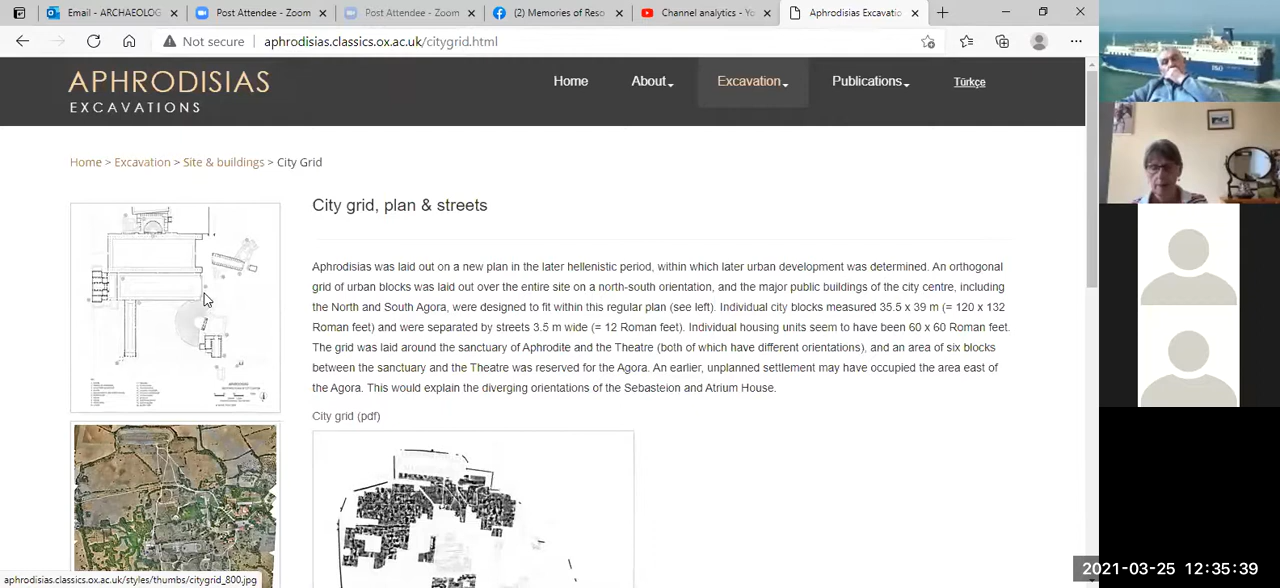 Email - ARCHAEOLOG
Post Attendee - Zoom
Post Attendee - Zoom
(2) Memories of Reso
Channel analytics - Yo
Aphrodisias Excavatio
Not secure
aphrodisias.classics.ox.ac.uk/citygrid.html
APHRODISIAS
EXCAVATIONS
Home
About
Excavation
Publications
Türkçe
Home > Excavation > Site & buildings > City Grid
City grid, plan & streets
Aphrodisias was laid out on a new plan in the later hellenistic period, within which later urban development was determined. An orthogonal
grid of urban blocks was laid out over the entire site on a north-south orientation, and the major public buildings of the city centre, including
the North and South Agora, were designed to fit within this regular plan (see left). Individual city blocks measured 35.5 x 39 m (= 120 x 132
Roman feet) and were separated by streets 3.5 m wide (= 12 Roman feet). Individual housing units seem to have been 60 x 60 Roman feet.
The grid was laid around the sanctuary of Aphrodite and the Theatre (both of which have different orientations), and an area of six blocks
between the sanctuary and the Theatre was reserved for the Agora. An earlier, unplanned settlement may have occupied the area east of
the Agora. This would explain the diverging orientations of the Sebasteion and Atrium House.
City grid (pdf)
aphrodisias.classics.ox.ac.uk/styles/thumbs/citygrid_800.jpg
2021-03-25 12:35:39